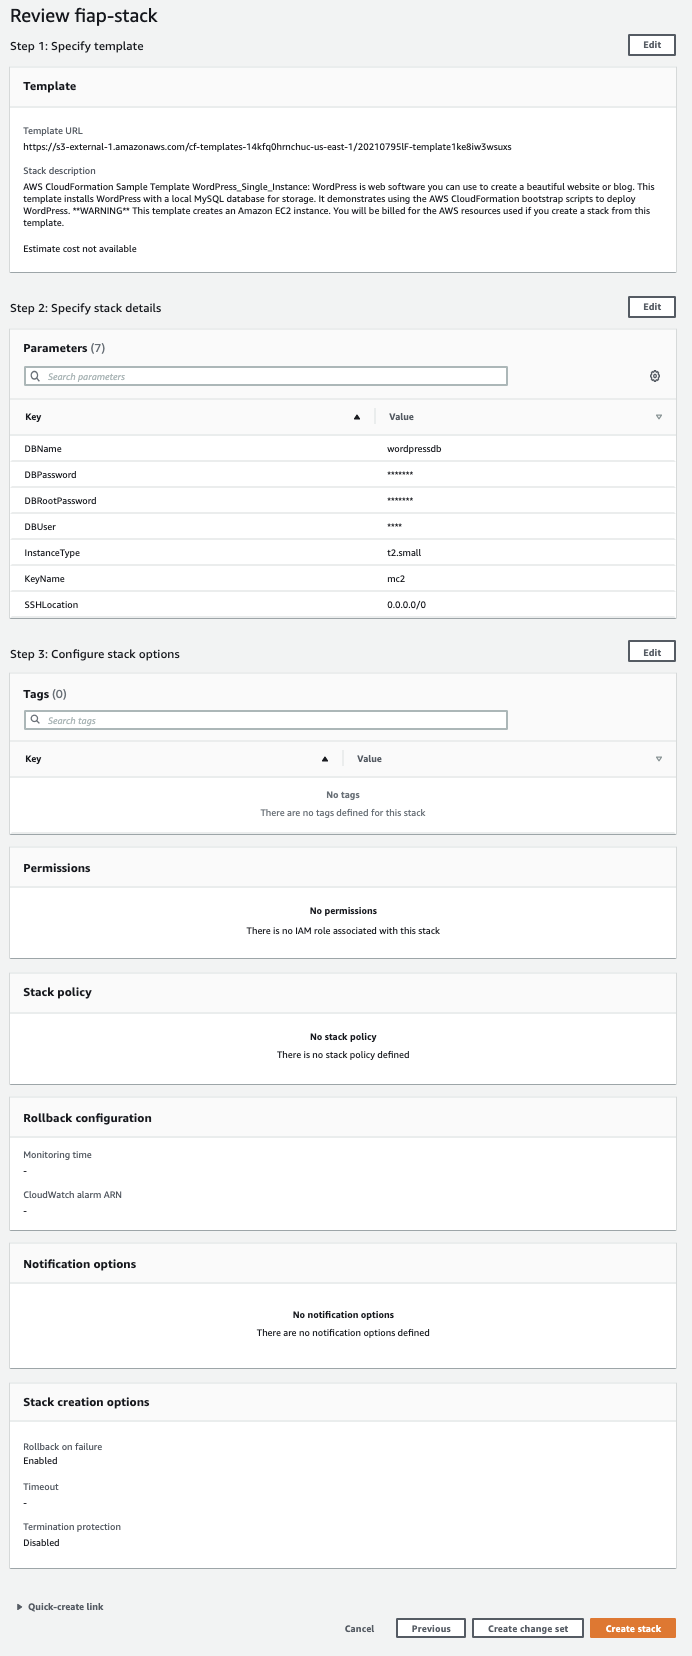 Review fiap-stack
Step 1: Specify template
Edit
Template
Template URL
https://s3-external-1.amazonaws.com/cf-templates-14kfq0hrnchuc-us-east-1/20210795lF-template1ke8iw3wsuxs
Stack description
AWS CloudFormation Sample Template WordPress_Single_Instance: WordPress is web software you can use to create a beautiful website or blog. This
template installs WordPress with a local MySQL database for storage. It demonstrates using the AWS CloudFormation bootstrap scripts to deploy
WordPress. **WARNING** This template creates an Amazon EC2 instance. You will be billed for the AWS resources used if you create a stack from this
template.
Estimate cost not available
Step 2: Specify stack details
Edit
Parameters (7)
Search parameters
Key Value
DBName wordpressdb
DBPassword *******
DBRootPassword *******
DBUser ****
InstanceType t2.small
KeyName mc2
SSHLocation 0.0.0.0/0
Step 3: Configure stack options
Edit
Tags (0)
Search tags
Key Value
No tags
There are no tags defined for this stack
Permissions
No permissions
There is no IAM role associated with this stack
Stack policy
No stack policy
There is no stack policy defined
Rollback configuration
Monitoring time
-
CloudWatch alarm ARN
-
Notification options
No notification options
There are no notification options defined
Stack creation options
Rollback on failure
Enabled
Timeout
-
Termination protection
Disabled
Quick-create link
Cancel Previous Create change set Create stack